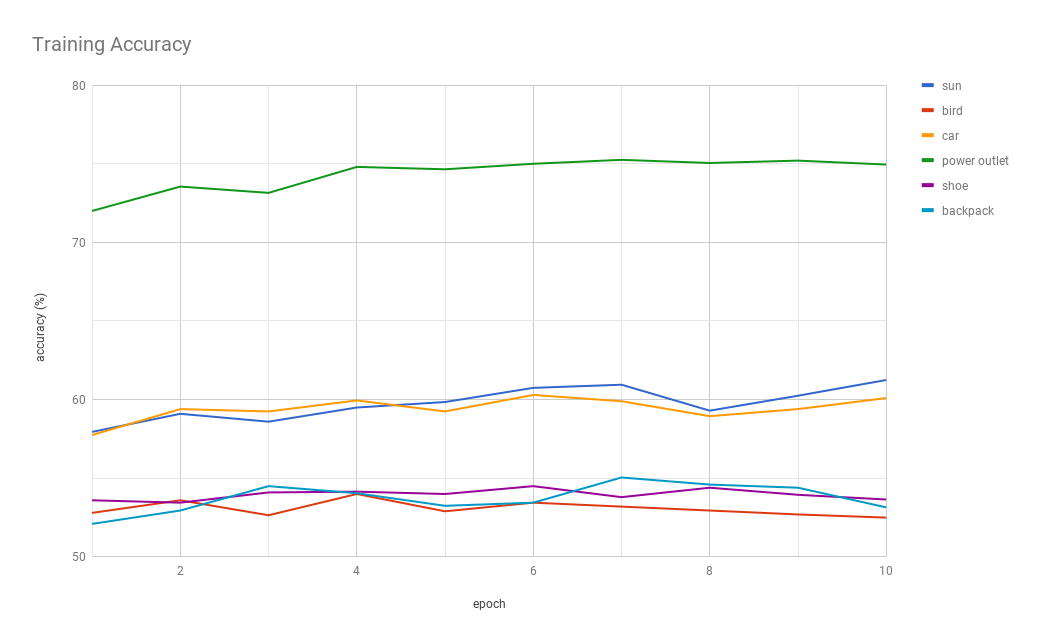 Training Accuracy
80
70
60
50
accuracy (%)
2
4
6
8
10
epoch
sun
bird
car
power outlet
shoe
backpack